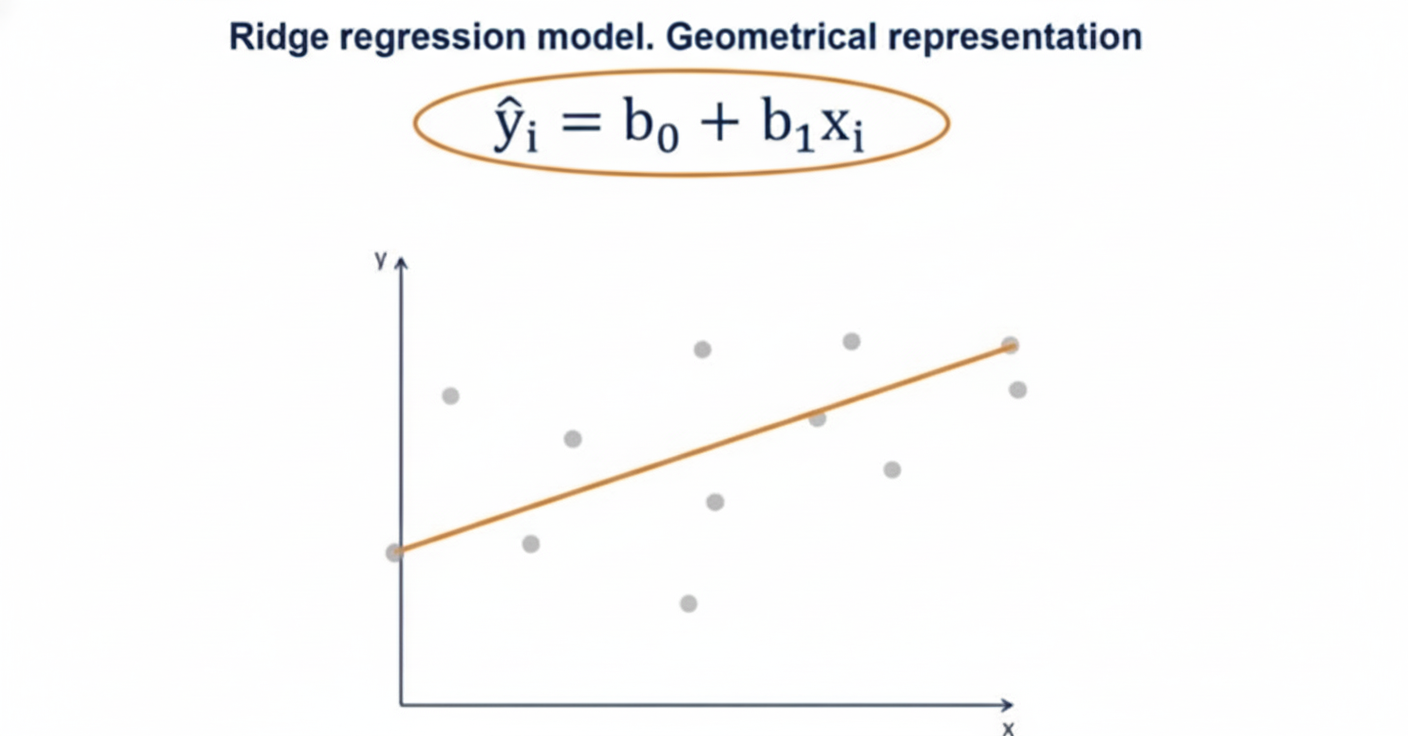 Ridge regression model. Geometrical representation
ŷᵢ = b₀ + b₁xᵢ
y
x